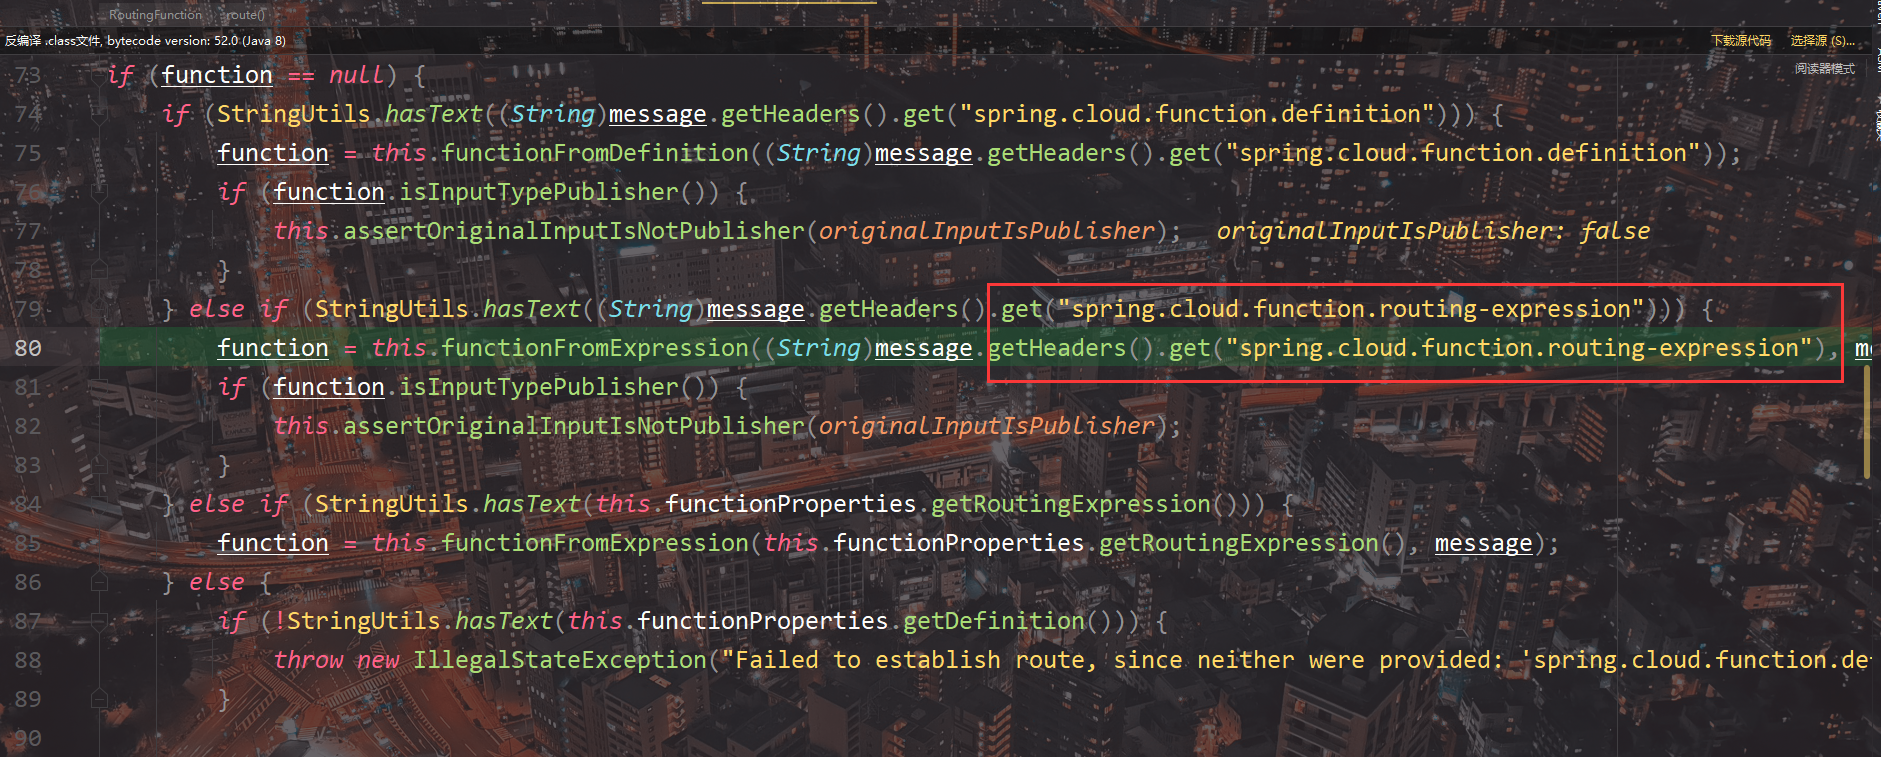 RoutingFunction route()
反编译 .class文件, bytecode version: 52.0 (Java 8) 下载源代码 选择源 (S)...
阅读器模式
73 if (function == null) {
74 if (StringUtils.hasText((String)message.getHeaders().get("spring.cloud.function.definition"))) {
75 function = this.functionFromDefinition((String)message.getHeaders().get("spring.cloud.function.definition"));
76 if (function.isInputTypePublisher()) {
77 this.assertOriginalInputIsNotPublisher(originalInputIsPublisher); originalInputIsPublisher: false
78 }
79 } else if (StringUtils.hasText((String)message.getHeaders().get("spring.cloud.function.routing-expression"))) {
80 function = this.functionFromExpression((String)message.getHeaders().get("spring.cloud.function.routing-expression"), me
81 if (function.isInputTypePublisher()) {
82 this.assertOriginalInputIsNotPublisher(originalInputIsPublisher);
83 }
84 } else if (StringUtils.hasText(this.functionProperties.getRoutingExpression())) {
85 function = this.functionFromExpression(this.functionProperties.getRoutingExpression(), message);
86 } else {
87 if (!StringUtils.hasText(this.functionProperties.getDefinition())) {
88 throw new IllegalStateException("Failed to establish route, since neither were provided: 'spring.cloud.function.de
89 }
90